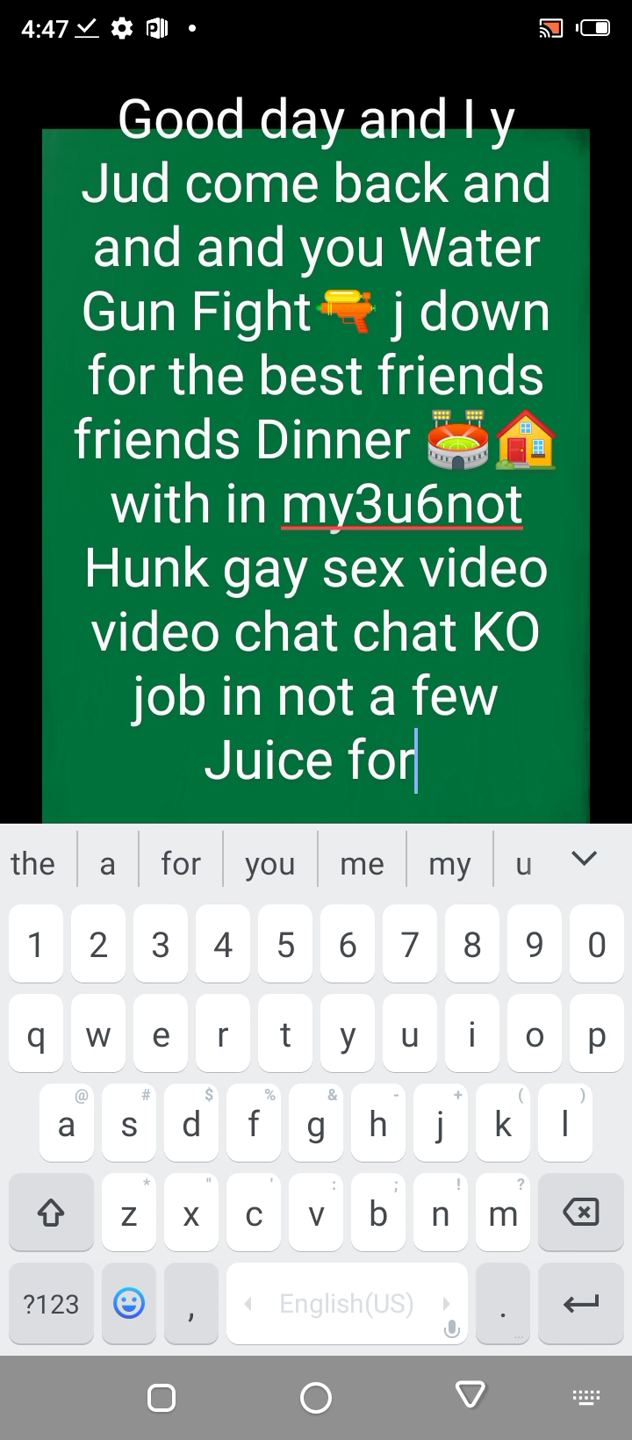 4:47
Good day and I y
Jud come back and
and and you Water
Gun Fight🔫 j down
for the best friends
friends Dinner 🏟️🏠
with in my3u6not
Hunk gay sex video
video chat chat KO
job in not a few
Juice for
the a for you me my u
1 2 3 4 5 6 7 8 9 0
q w e r t y u i o p
@ # $ % & - + ( )
a s d f g h j k l
* " ' : ; ! ?
z x c v b n m
?123 , English(US) .